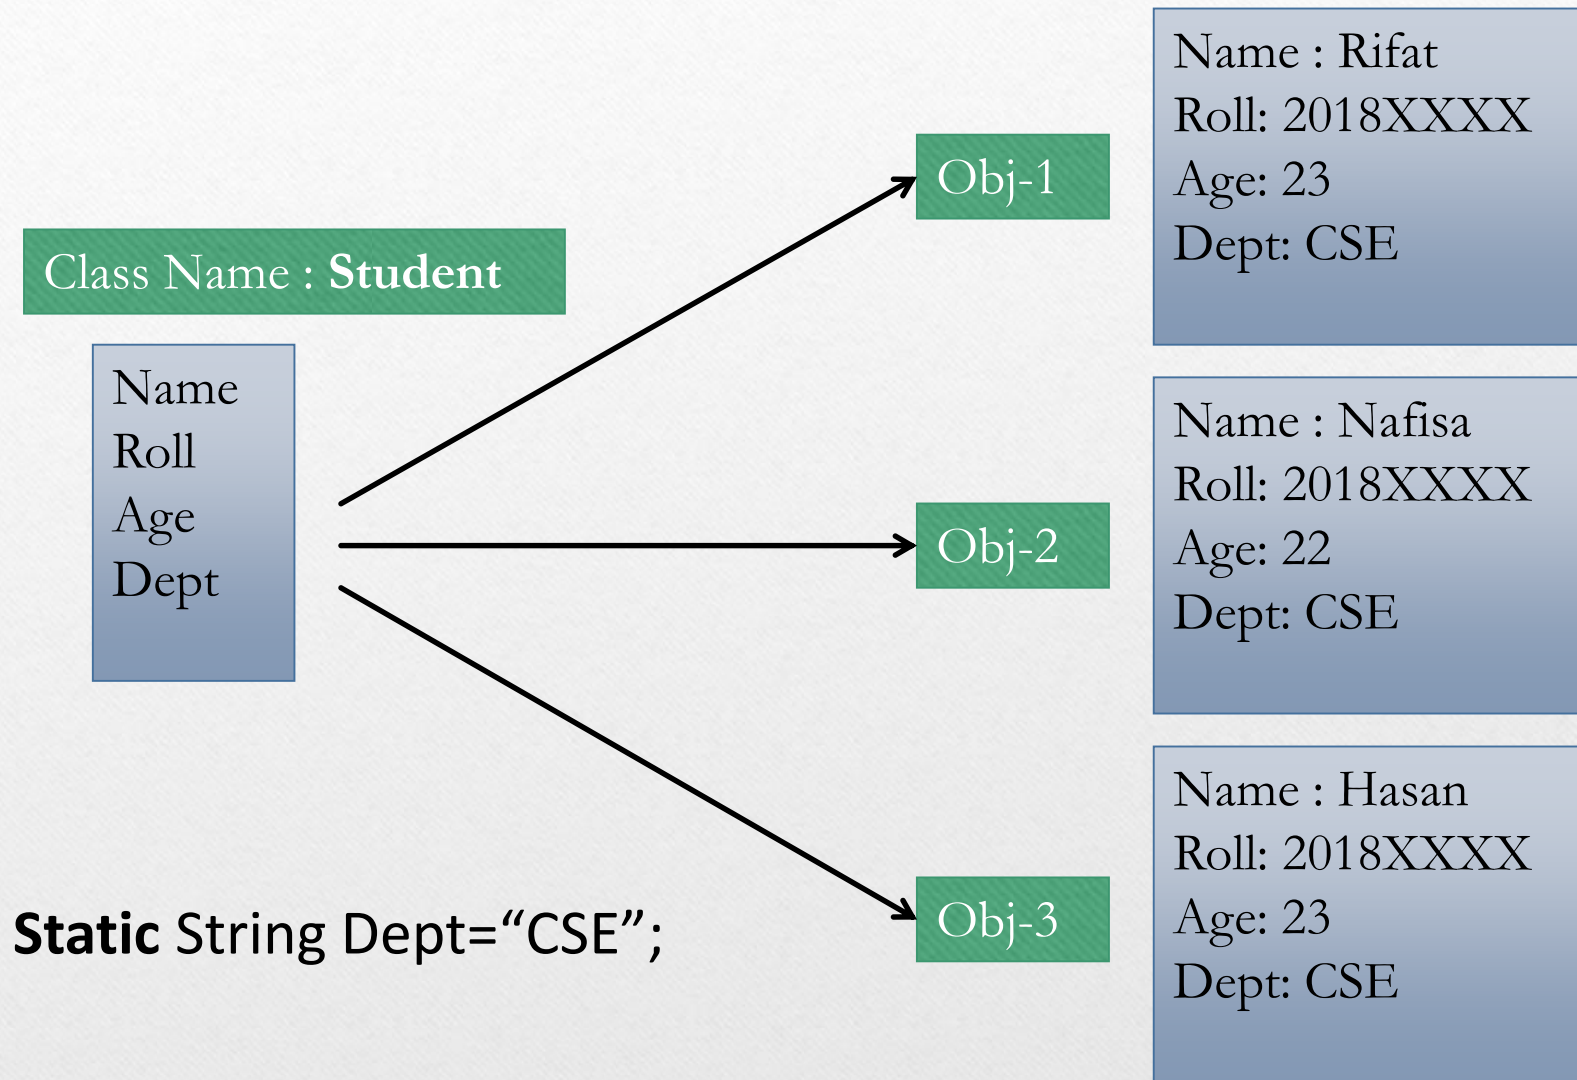 Class Name : Student
Name
Roll
Age
Dept
Static String Dept=“CSE”;
Obj-1
Name : Rifat
Roll: 2018XXXX
Age: 23
Dept: CSE
Obj-2
Name : Nafisa
Roll: 2018XXXX
Age: 22
Dept: CSE
Obj-3
Name : Hasan
Roll: 2018XXXX
Age: 23
Dept: CSE